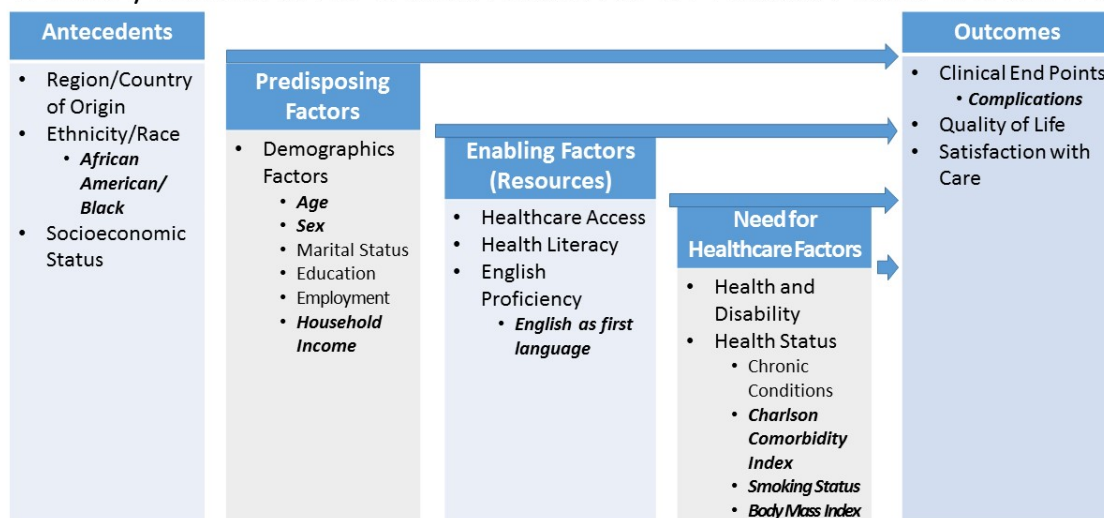 Antecedents
Region/Country
of Origin
Ethnicity/Race
African
American/
Black
Socioeconomic
Status
Predisposing
Factors
Demographics
Factors
Age
Sex
Marital Status
Education
Employment
Household
Income
Enabling Factors
(Resources)
Healthcare Access
Health Literacy
English
Proficiency
English as first
language
Need for
Healthcare Factors
Health and
Disability
Health Status
Chronic
Conditions
Charlson
Comorbidity
Index
Smoking Status
Body Mass Index
Outcomes
Clinical End Points
Complications
Quality of Life
Satisfaction with
Care